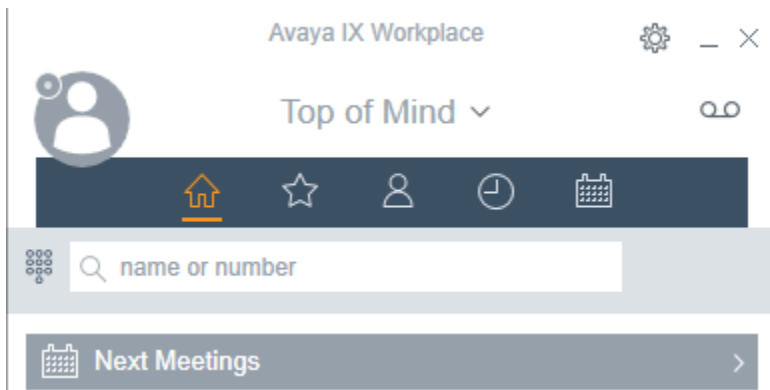 Avaya IX Workplace
Top of Mind
name or number
Next Meetings